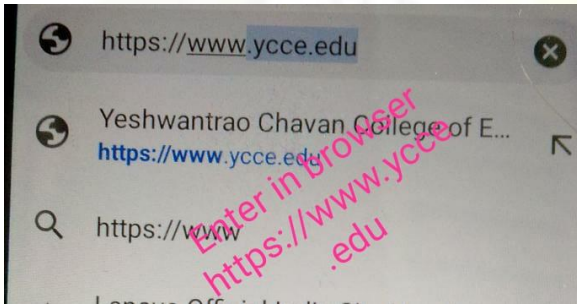 https://www.ycce.edu
Yeshwantrao Chavan College of E...
https://www.ycce.edu
https://www
Enter in browser
https://www.ycce
.edu